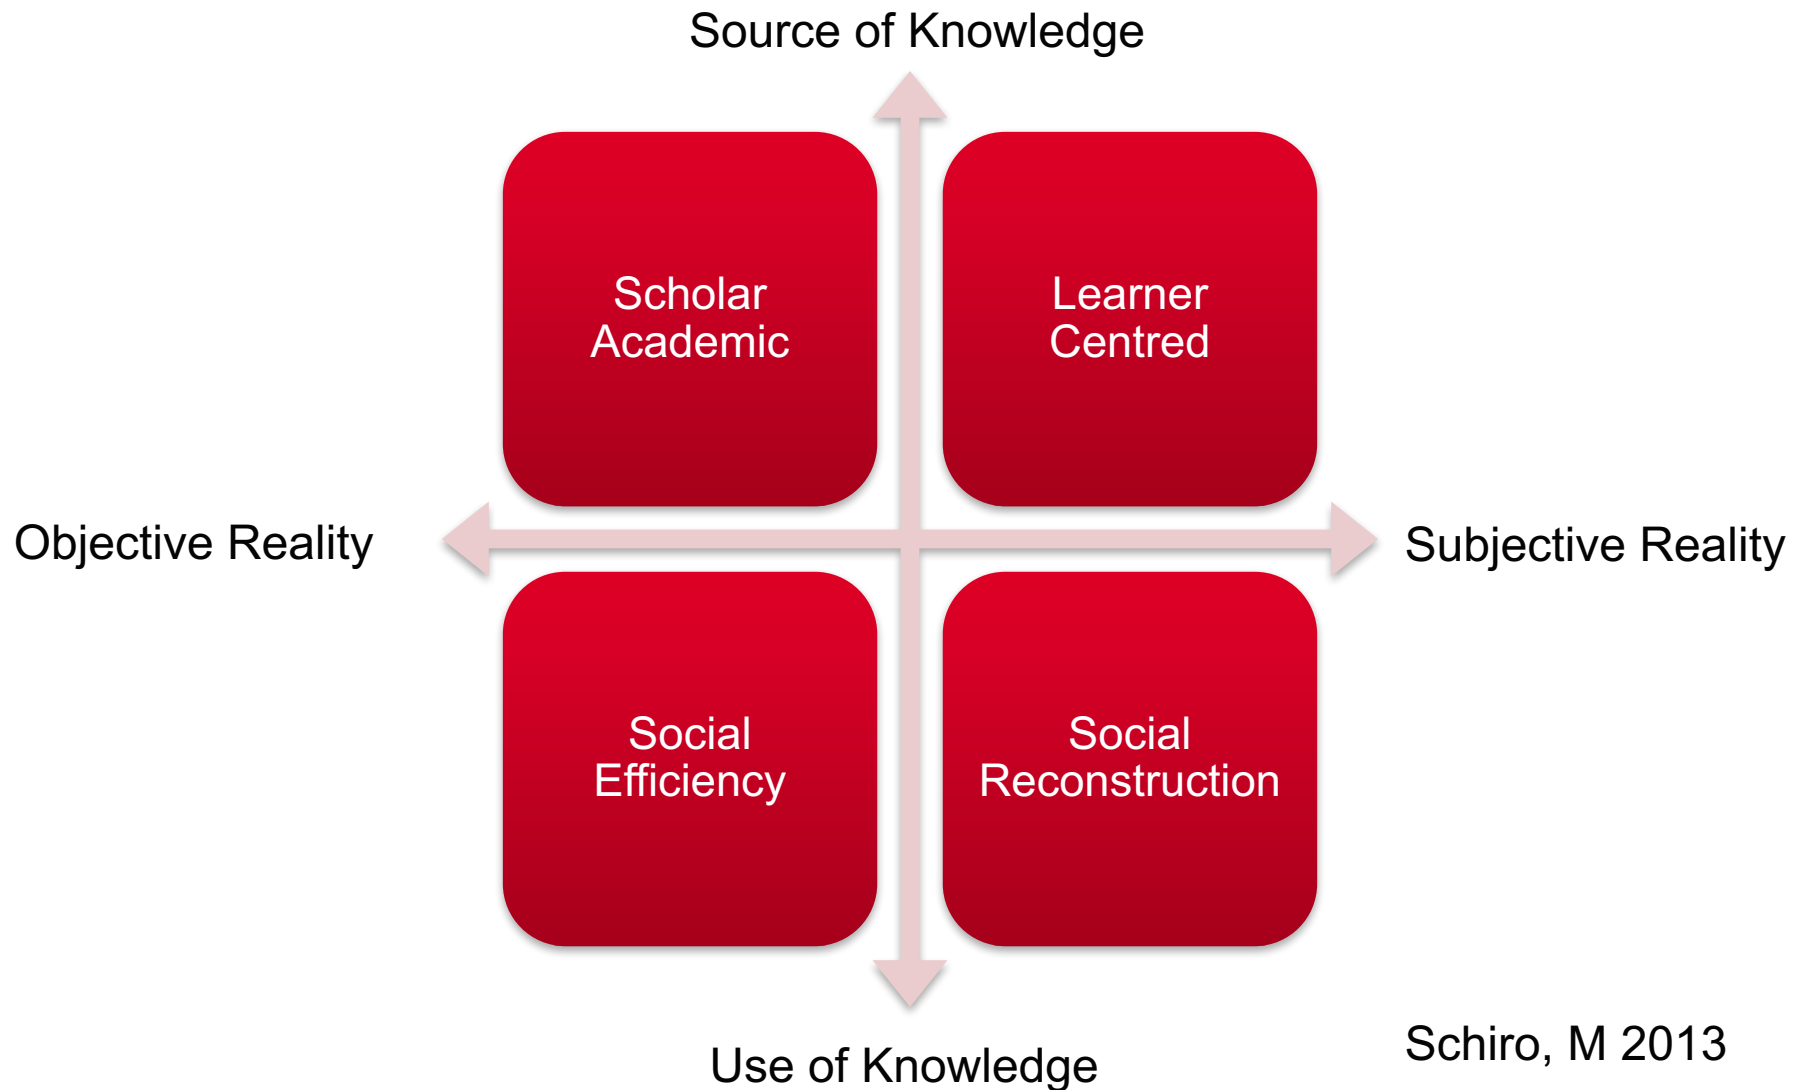 Source of Knowledge
Scholar
Academic
Learner
Centred
Objective Reality
Subjective Reality
Social
Efficiency
Social
Reconstruction
Use of Knowledge
Schiro, M 2013